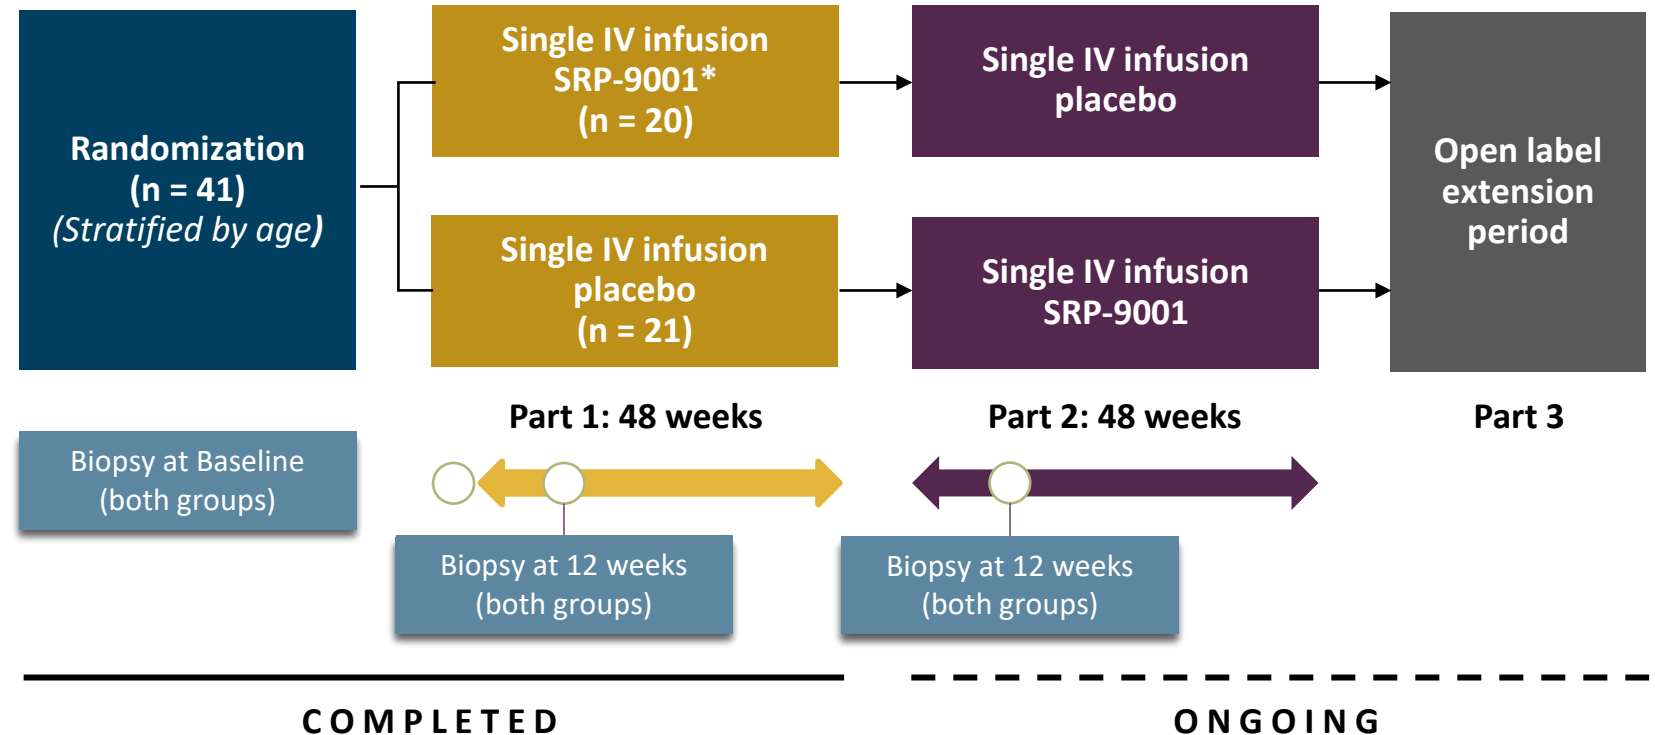 Randomization
(n = 41)
(Stratified by age)
Single IV infusion
SRP-9001*
(n = 20)
Single IV infusion
placebo
(n = 21)
Single IV infusion
placebo
Single IV infusion
SRP-9001
Open label
extension
period
Part 1: 48 weeks
Part 2: 48 weeks
Part 3
Biopsy at Baseline
(both groups)
Biopsy at 12 weeks
(both groups)
Biopsy at 12 weeks
(both groups)
COMPLETED
ONGOING